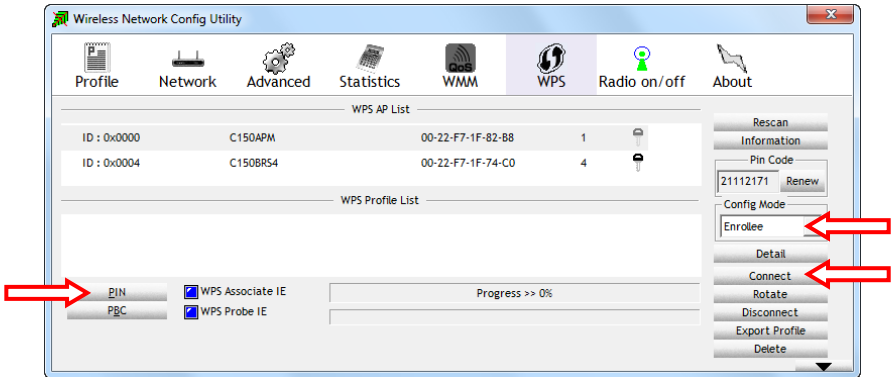 Wireless Network Config Utility
Profile Network Advanced Statistics QoS WMM WPS Radio on/off About
WPS AP List
ID : 0x0000 C150APM 00-22-F7-1F-82-B8 1
ID : 0x0004 C150BRS4 00-22-F7-1F-74-C0 4
WPS Profile List
Rescan
Information
Pin Code
21112171 Renew
Config Mode
Enrollee
Detail
Connect
Rotate
Disconnect
Export Profile
Delete
PIN WPS Associate IE Progress >> 0%
PBC WPS Probe IE